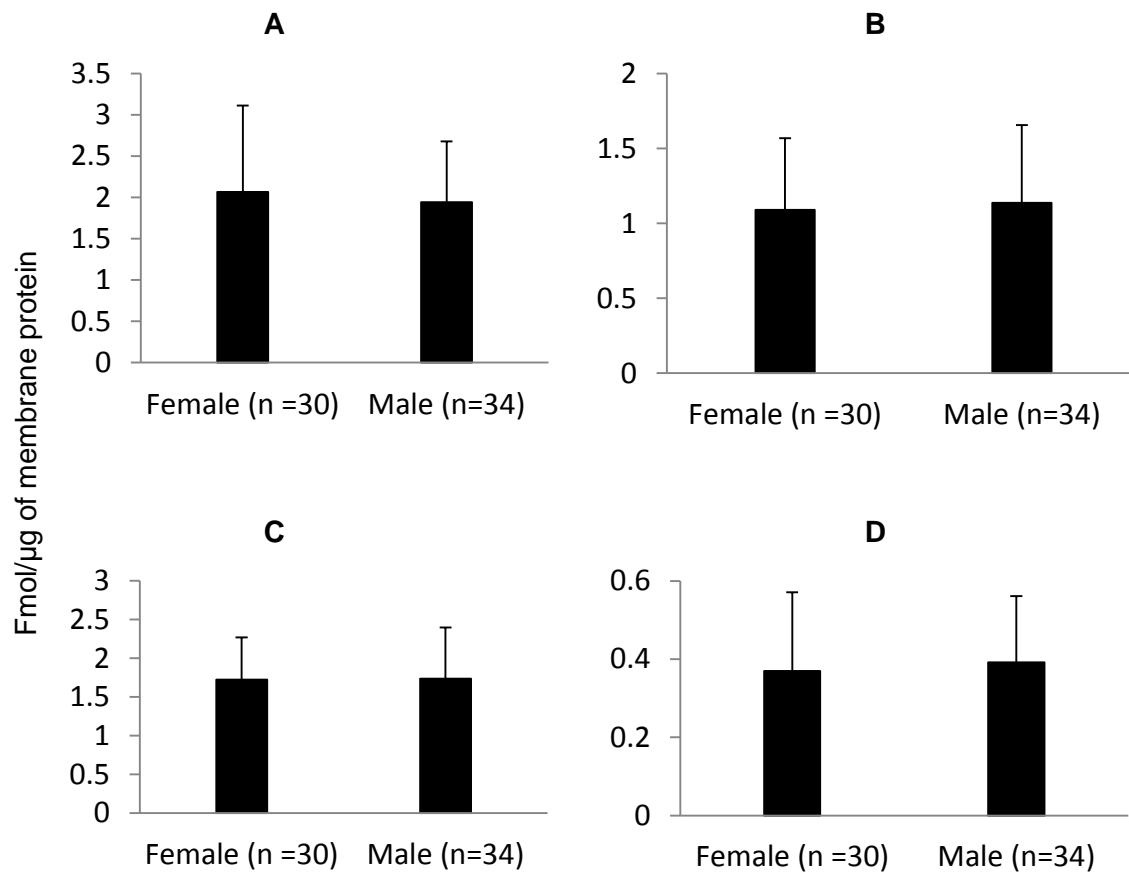 Fmol/µg of membrane protein
A
3.5
3
2.5
2
1.5
1
0.5
0
Female (n =30) Male (n=34)
B
2
1.5
1
0.5
0
Female (n =30) Male (n=34)
C
3
2.5
2
1.5
1
0.5
0
Female (n =30) Male (n=34)
D
0.6
0.4
0.2
0
Female (n =30) Male (n=34)